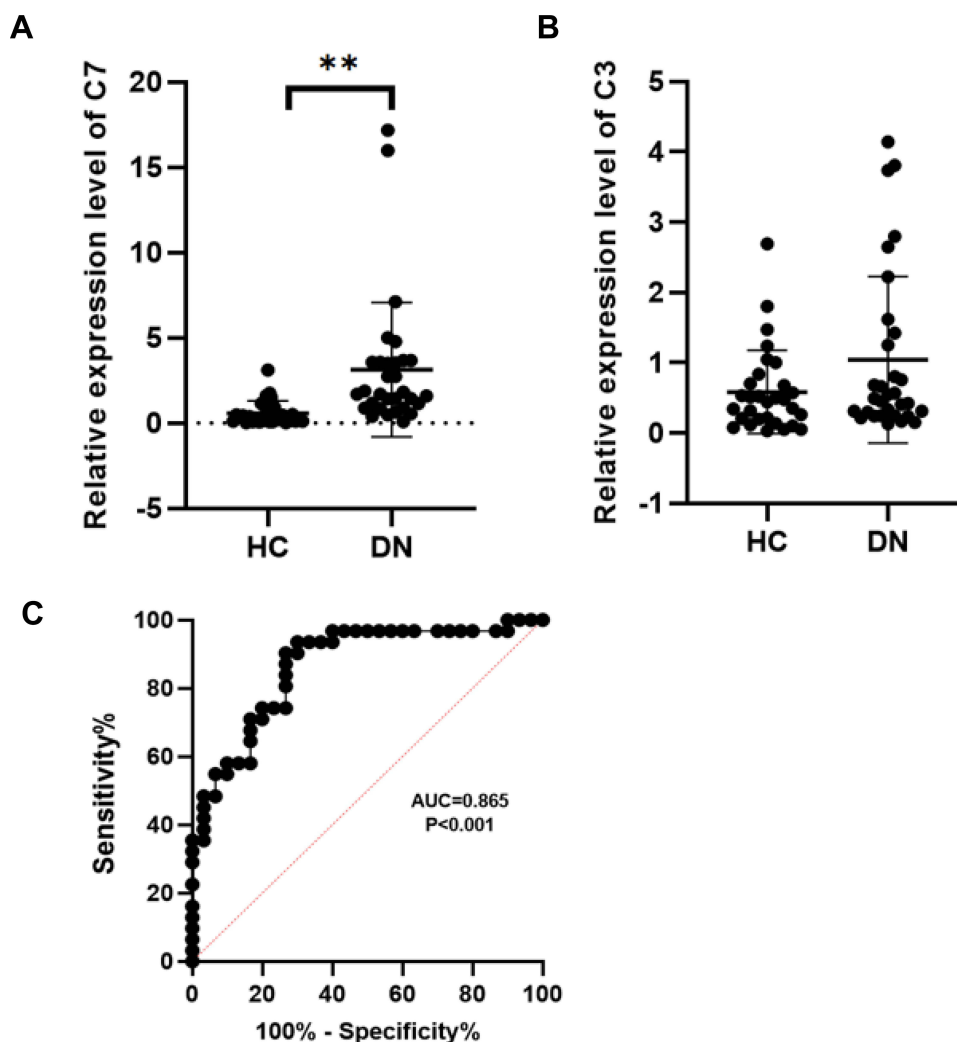 A
Relative expression level of C7
20
15
10
5
0
-5
**
HC
DN
B
Relative expression level of C3
5
4
3
2
1
0
-1
HC
DN
C
Sensitivity%
100
80
60
40
20
0
AUC=0.865
P<0.001
0 20 40 60 80 100
100% - Specificity%